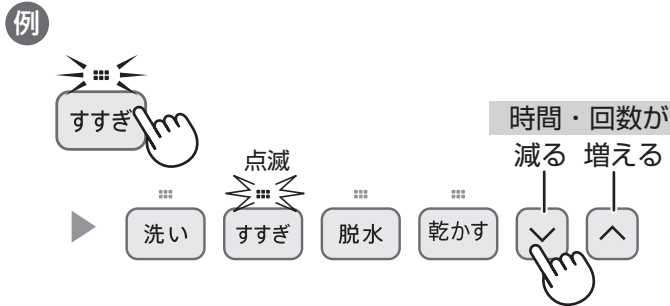 例
すすぎ
時間・回数が
減る 増える
点滅
洗い すすぎ 脱水 乾かす